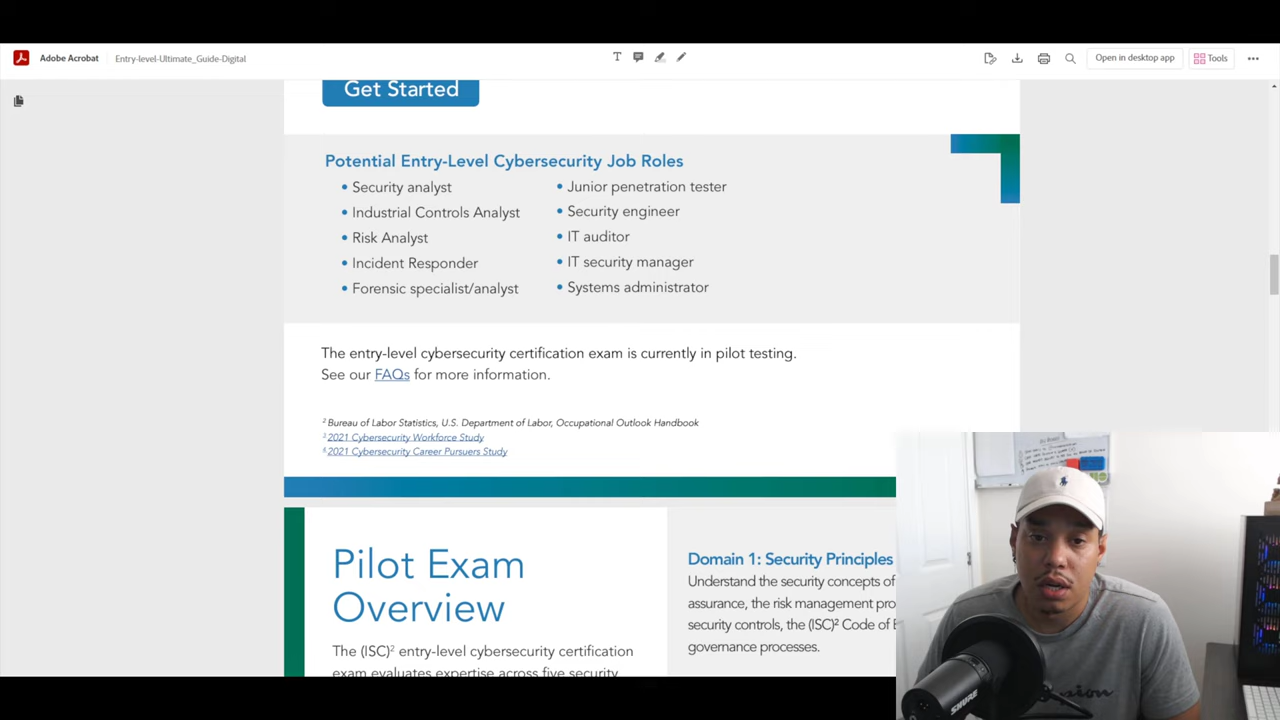 Adobe Acrobat
Entry-level-Ultimate_Guide-Digital
Open in desktop app
Tools
Get Started
Potential Entry-Level Cybersecurity Job Roles
• Security analyst
• Industrial Controls Analyst
• Risk Analyst
• Incident Responder
• Forensic specialist/analyst
• Junior penetration tester
• Security engineer
• IT auditor
• IT security manager
• Systems administrator
The entry-level cybersecurity certification exam is currently in pilot testing.
See our FAQs for more information.
² Bureau of Labor Statistics, U.S. Department of Labor, Occupational Outlook Handbook
2021 Cybersecurity Workforce Study
2021 Cybersecurity Career Pursuers Study
Pilot Exam
Overview
The (ISC)² entry-level cybersecurity certification
exam evaluates expertise across five security
Domain 1: Security Principles
Understand the security concepts of
assurance, the risk management pro
security controls, the (ISC)² Code of E
governance processes.
SHURE